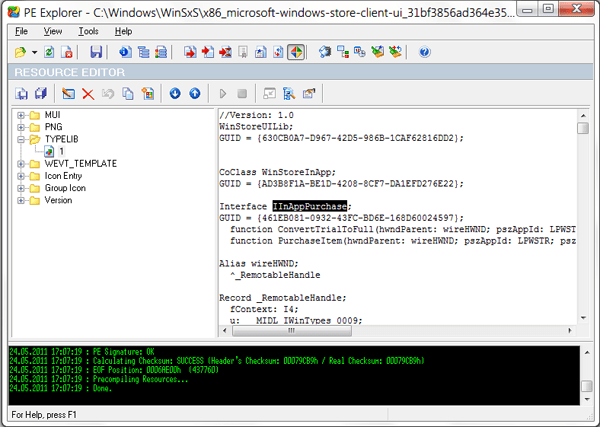 PE Explorer - C:\Windows\WinSxS\x86_microsoft-windows-store-client-ui_31bf3856ad364e35...
File View Tools Help
RESOURCE EDITOR
MUI
PNG
TYPELIB
1
WEVT_TEMPLATE
Icon Entry
Group Icon
Version
//Version: 1.0
WinStoreUILib;
GUID = {630CB0A7-D967-42D5-986B-1CAF62816DD2};
CoClass WinStoreInApp;
GUID = {AD3B8F1A-BE1D-4208-8CF7-DA1EFD276E22};
Interface IInAppPurchase;
GUID = {461EB081-0932-43FC-BD6E-168D60024597};
function ConvertTrialToFull(hwndParent: wireHWND; pszAppId: LPWST
function PurchaseItem(hwndParent: wireHWND; pszAppId: LPWSTR; psz
Alias wireHWND;
^_RemotableHandle
Record _RemotableHandle;
fContext: I4;
u: __MIDL_IWinTypes_0009;
24.05.2011 17:07:19 : PE Signature: OK
24.05.2011 17:07:19 : Calculating Checksum: SUCCESS (Header's Checksum: 00079CB9h / Real Checksum: 00079CB9h)
24.05.2011 17:07:19 : EOF Position: 0006AE00h (437760)
24.05.2011 17:07:19 : Precompiling Resources...
24.05.2011 17:07:19 : Done.
For Help, press F1